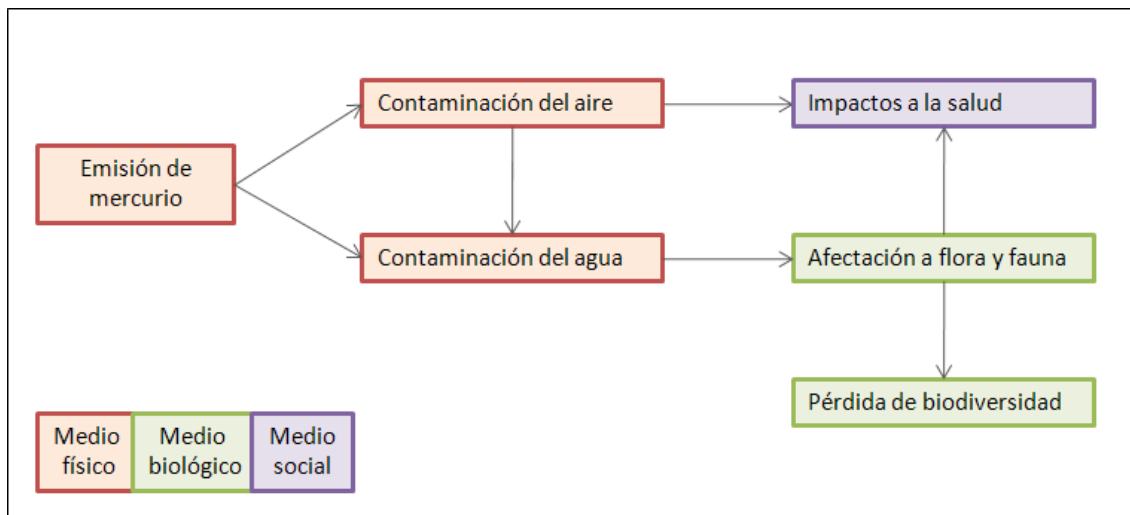 Contaminación del aire
Impactos a la salud
Emisión de
mercurio
Contaminación del agua
Afectación a flora y fauna
Pérdida de biodiversidad
Medio
físico
Medio
biológico
Medio
social